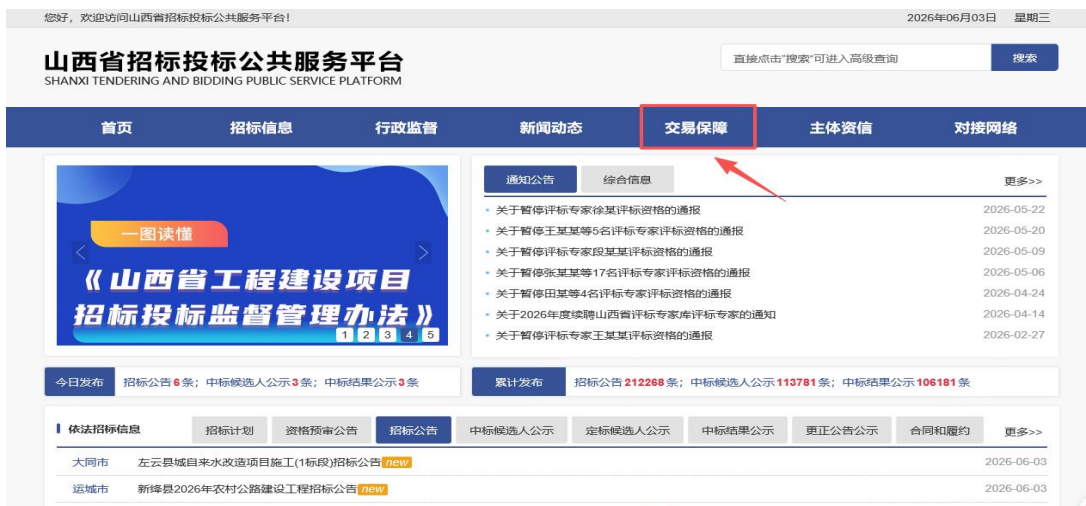 您好，欢迎访问山西省招标投标公共服务平台！ 2026年06月03日 星期三
山西省招标投标公共服务平台
SHANXI TENDERING AND BIDDING PUBLIC SERVICE PLATFORM
直接点击"搜索"可进入高级查询 搜索
首页 招标信息 行政监督 新闻动态 交易保障 主体资信 对接网络
一图读懂
《山西省工程建设项目
招标投标监督管理办法》
1 2 3 4 5
通知公告 综合信息 更多>>
关于暂停评标专家徐某评标资格的通报 2026-05-22
关于暂停王某某等5名评标专家评标资格的通报 2026-05-20
关于暂停评标专家段某某评标资格的通报 2026-05-09
关于暂停张某某等17名评标专家评标资格的通报 2026-05-06
关于暂停田某等4名评标专家评标资格的通报 2026-04-24
关于2026年度续聘山西省评标专家库评标专家的通知 2026-04-14
关于暂停评标专家王某某评标资格的通报 2026-02-27
今日发布 招标公告6条；中标候选人公示3条；中标结果公示3条
累计发布 招标公告212268条；中标候选人公示113781条；中标结果公示106181条
依法招标信息 招标计划 资格预审公告 招标公告 中标候选人公示 定标候选人公示 中标结果公示 更正公告公示 合同和履约 更多>>
大同市 左云县城自来水改造项目施工(1标段)招标公告 new 2026-06-03
运城市 新绛县2026年农村公路建设工程招标公告 new 2026-06-03